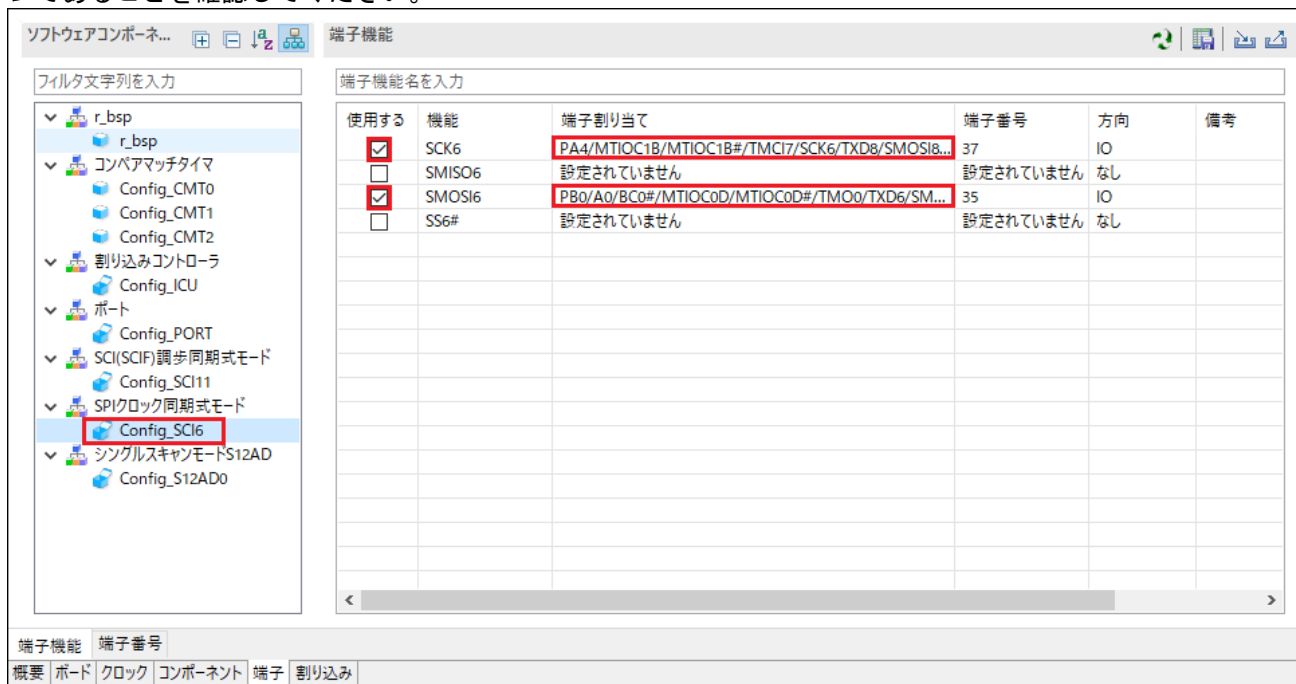 ソフトウェアコンポーネ...
端子機能
フィルタ文字列を入力
端子機能名を入力
r_bsp
r_bsp
コンペアマッチタイマ
Config_CMT0
Config_CMT1
Config_CMT2
割り込みコントローラ
Config_ICU
ポート
Config_PORT
SCI(SCIF)調歩同期式モード
Config_SCI11
SPIクロック同期式モード
Config_SCI6
シングルスキャンモードS12AD
Config_S12AD0
使用する 機能 端子割り当て 端子番号 方向 備考
SCK6 PA4/MTIOC1B/MTIOC1B#/TMCI7/SCK6/TXD8/SMOSI8... 37 IO
SMISO6 設定されていません 設定されていません なし
SMOSI6 PB0/A0/BC0#/MTIOC0D/MTIOC0D#/TMO0/TXD6/SM... 35 IO
SS6# 設定されていません 設定されていません なし
端子機能 端子番号
概要 ボード クロック コンポーネント 端子 割り込み